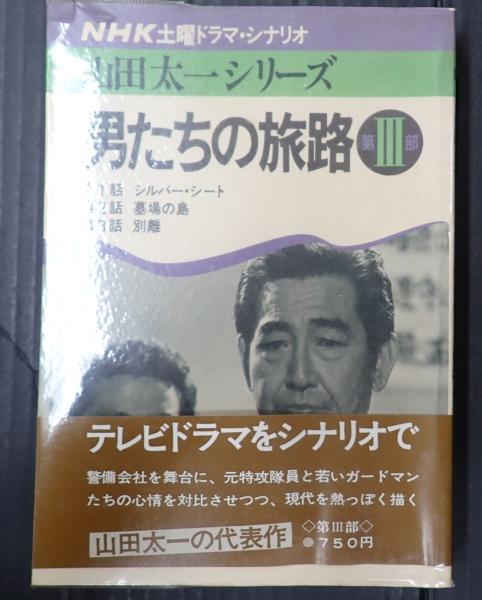 NHK土曜ドラマ・シナリオ
山田太一シリーズ
男たちの旅路 第III部
第1話 シルバー・シート
第2話 墓場の島
第3話 別離
テレビドラマをシナリオで
警備会社を舞台に、元特攻隊員と若いガードマン
たちの心情を対比させつつ、現代を熱っぽく描く
山田太一の代表作
◇第III部◇
●750円